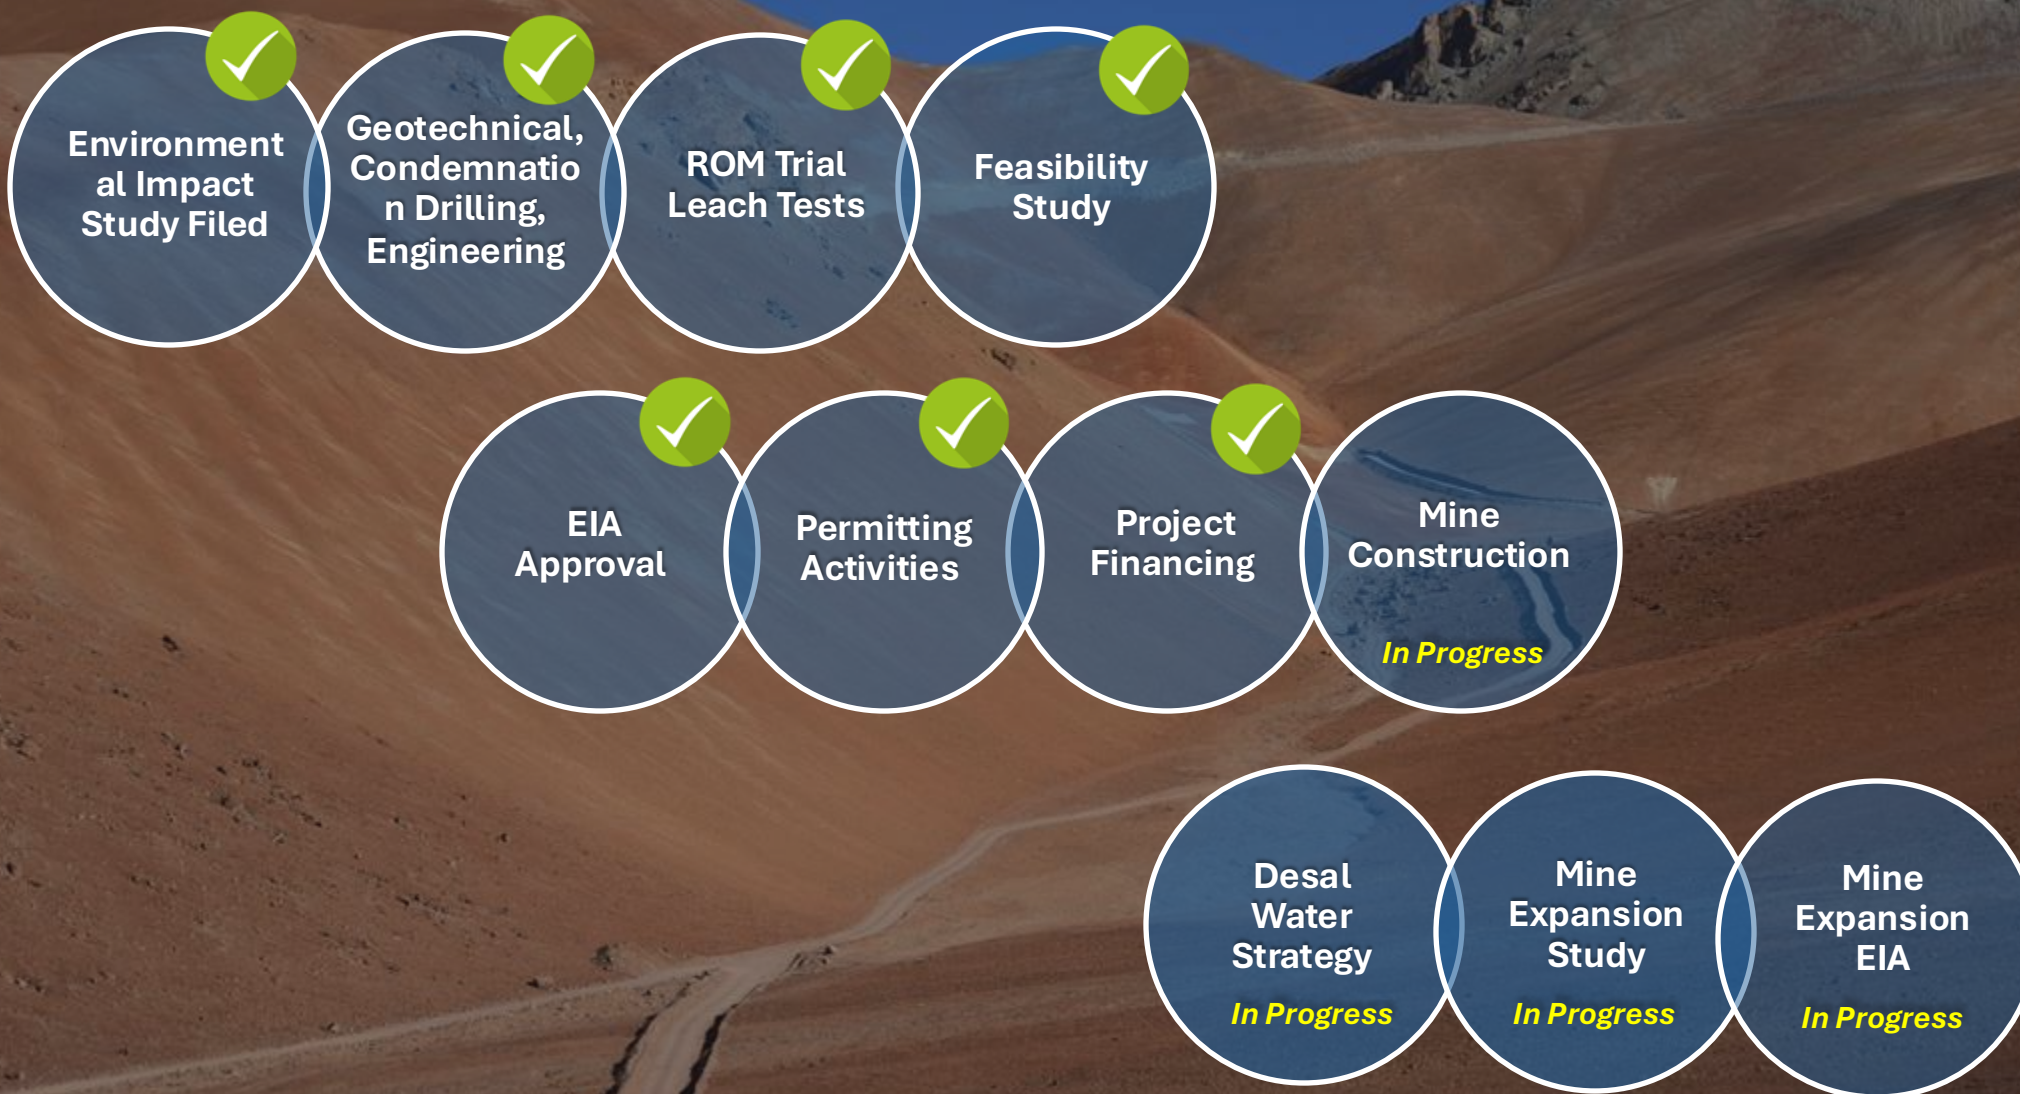 Environment
al Impact
Study Filed
Geotechnical,
Condemnatio
n Drilling,
Engineering
ROM Trial
Leach Tests
Feasibility
Study
EIA
Approval
Permitting
Activities
Project
Financing
Mine
Construction
In Progress
Desal
Water
Strategy
In Progress
Mine
Expansion
Study
In Progress
Mine
Expansion
EIA
In Progress